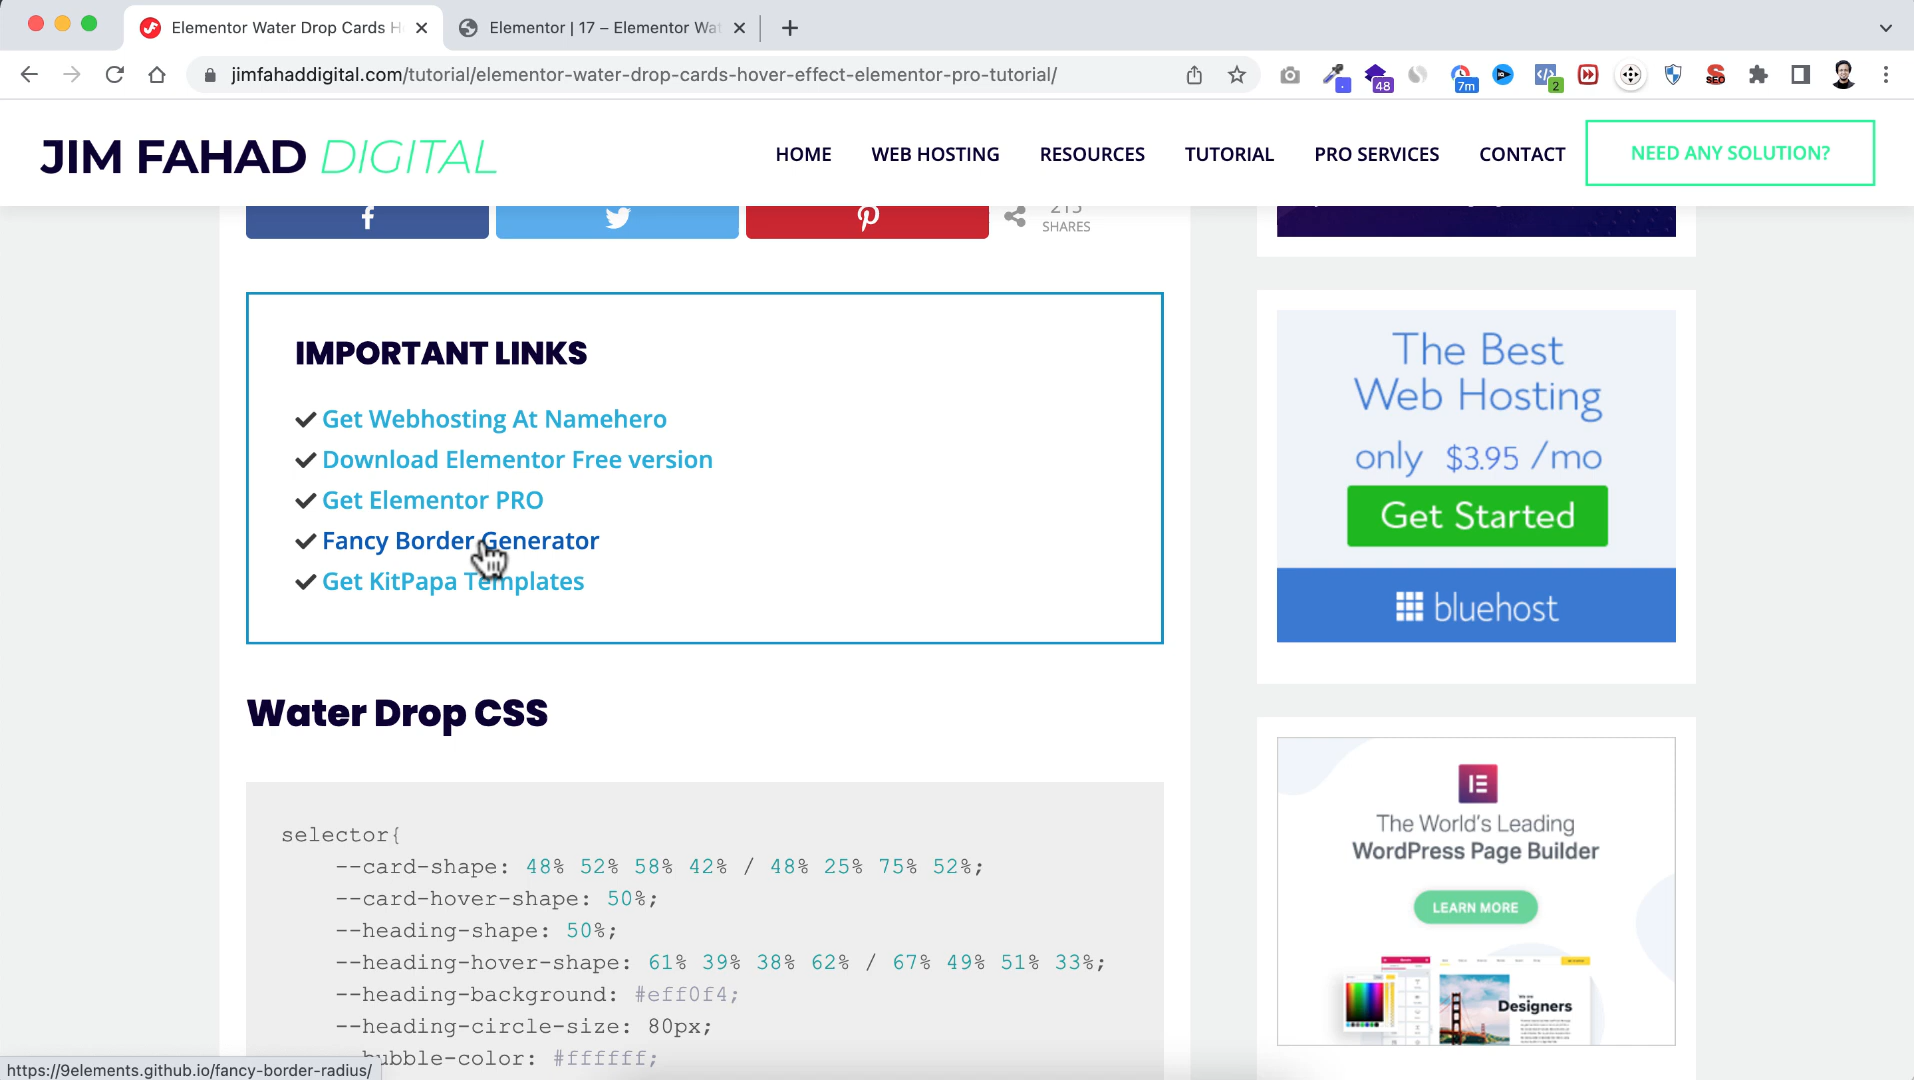 Elementor Water Drop Cards H
Elementor | 17 – Elementor Wat
jimfahaddigital.com/tutorial/elementor-water-drop-cards-hover-effect-elementor-pro-tutorial/
48
7m
2
SEO
JIM FAHAD DIGITAL
HOME
WEB HOSTING
RESOURCES
TUTORIAL
PRO SERVICES
CONTACT
NEED ANY SOLUTION?
215
SHARES
IMPORTANT LINKS
Get Webhosting At Namehero
Download Elementor Free version
Get Elementor PRO
Fancy Border Generator
Get KitPapa Templates
The Best
Web Hosting
only $3.95 /mo
Get Started
bluehost
Water Drop CSS
selector{
--card-shape: 48% 52% 58% 42% / 48% 25% 75% 52%;
--card-hover-shape: 50%;
--heading-shape: 50%;
--heading-hover-shape: 61% 39% 38% 62% / 67% 49% 51% 33%;
--heading-background: #eff0f4;
--heading-circle-size: 80px;
bubble-color: #ffffff;
The World's Leading
WordPress Page Builder
LEARN MORE
Designers
https://9elements.github.io/fancy-border-radius/